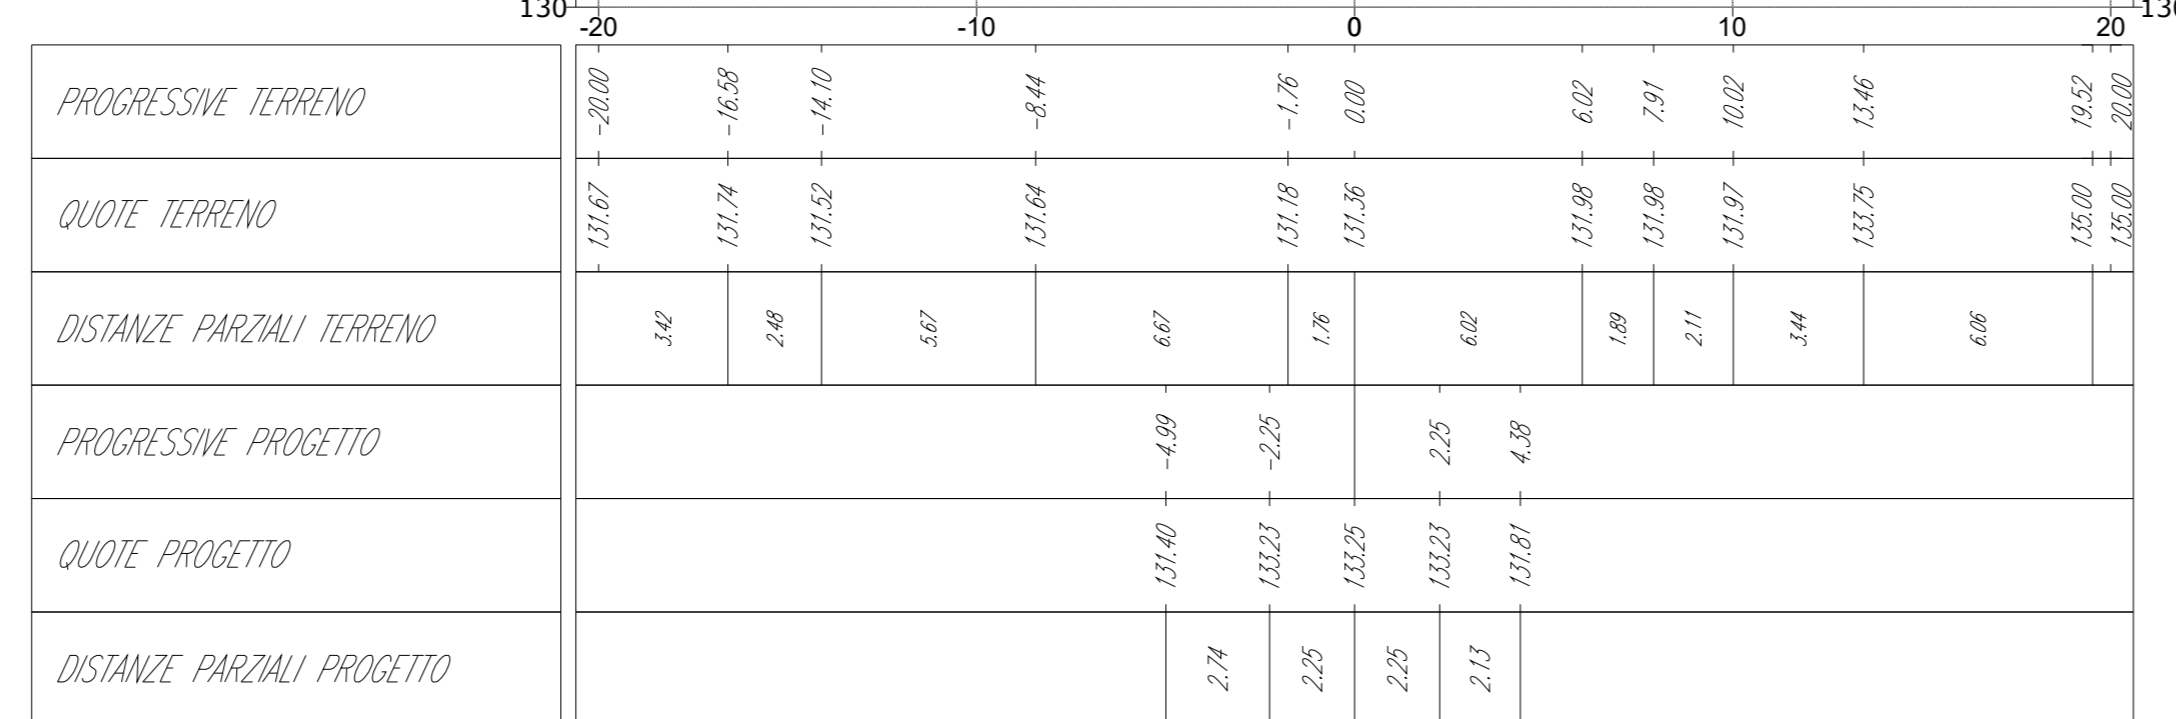 130 130
-20 -10 0 10 20
PROGRESSIVE TERRENO -20.00 -16.58 -14.10 -8.44 -1.76 0.00 6.02 7.91 10.02 13.46 19.52 20.00
QUOTE TERRENO 131.67 131.74 131.52 131.64 131.18 131.36 131.98 131.98 131.97 133.75 135.00 135.00
DISTANZE PARZIALI TERRENO 3.42 2.48 5.67 6.67 1.76 6.02 1.89 2.11 3.44 6.06
PROGRESSIVE PROGETTO -4.99 -2.25 2.25 4.38
QUOTE PROGETTO 131.40 133.23 133.25 133.23 131.81
DISTANZE PARZIALI PROGETTO 2.74 2.25 2.25 2.13